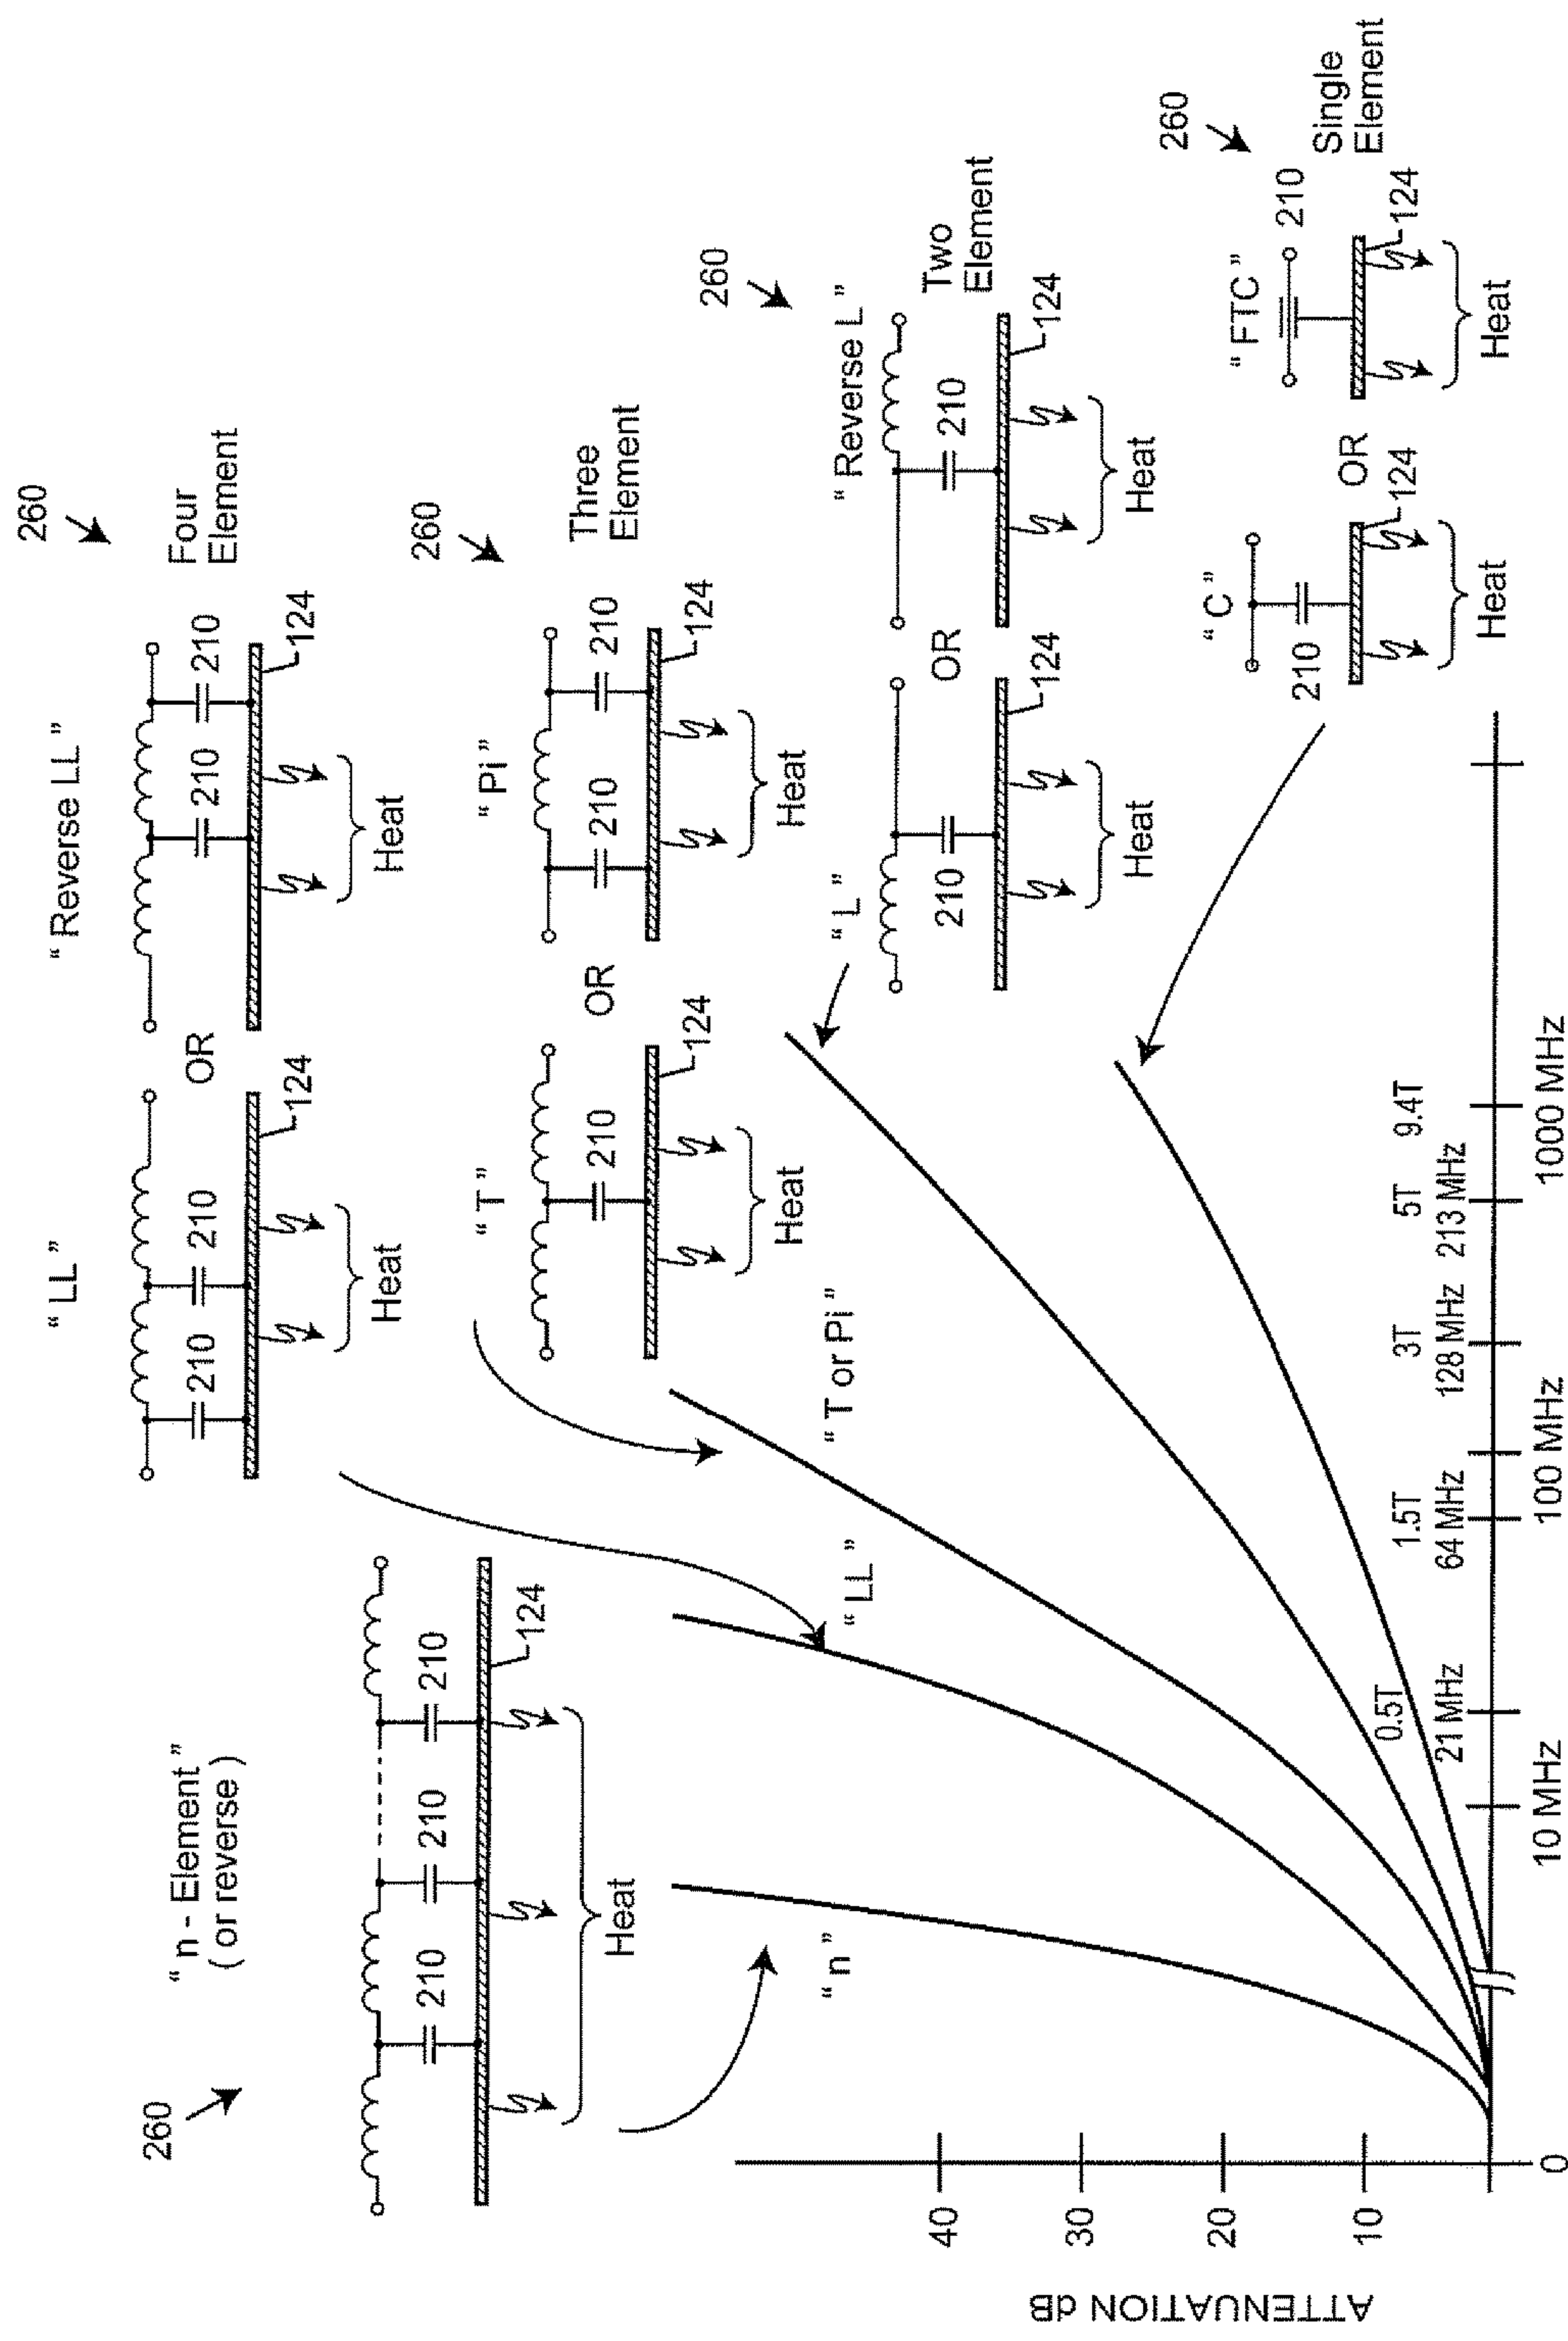 260
“ n - Element ”
( or reverse )
210
210
210
124
Heat
“ LL ”
210
210
124
Heat
OR
“ Reverse LL ”
210
210
124
Heat
260
Four
Element
“ T ”
210
124
Heat
OR
“ Pi ”
210
210
124
Heat
260
Three
Element
“ L ”
210
124
Heat
OR
“ Reverse L ”
210
124
Heat
260
Two
Element
“ C ”
210
124
Heat
OR
“ FTC ”
210
124
Heat
260
Single
Element
“ n ”
“ LL ”
“ T or Pi ”
ATTENUATION dB
40
30
20
10
0.5T
1.5T
3T
5T
9.4T
21 MHz
64 MHz
128 MHz
213 MHz
0
10 MHz
100 MHz
1000 MHz